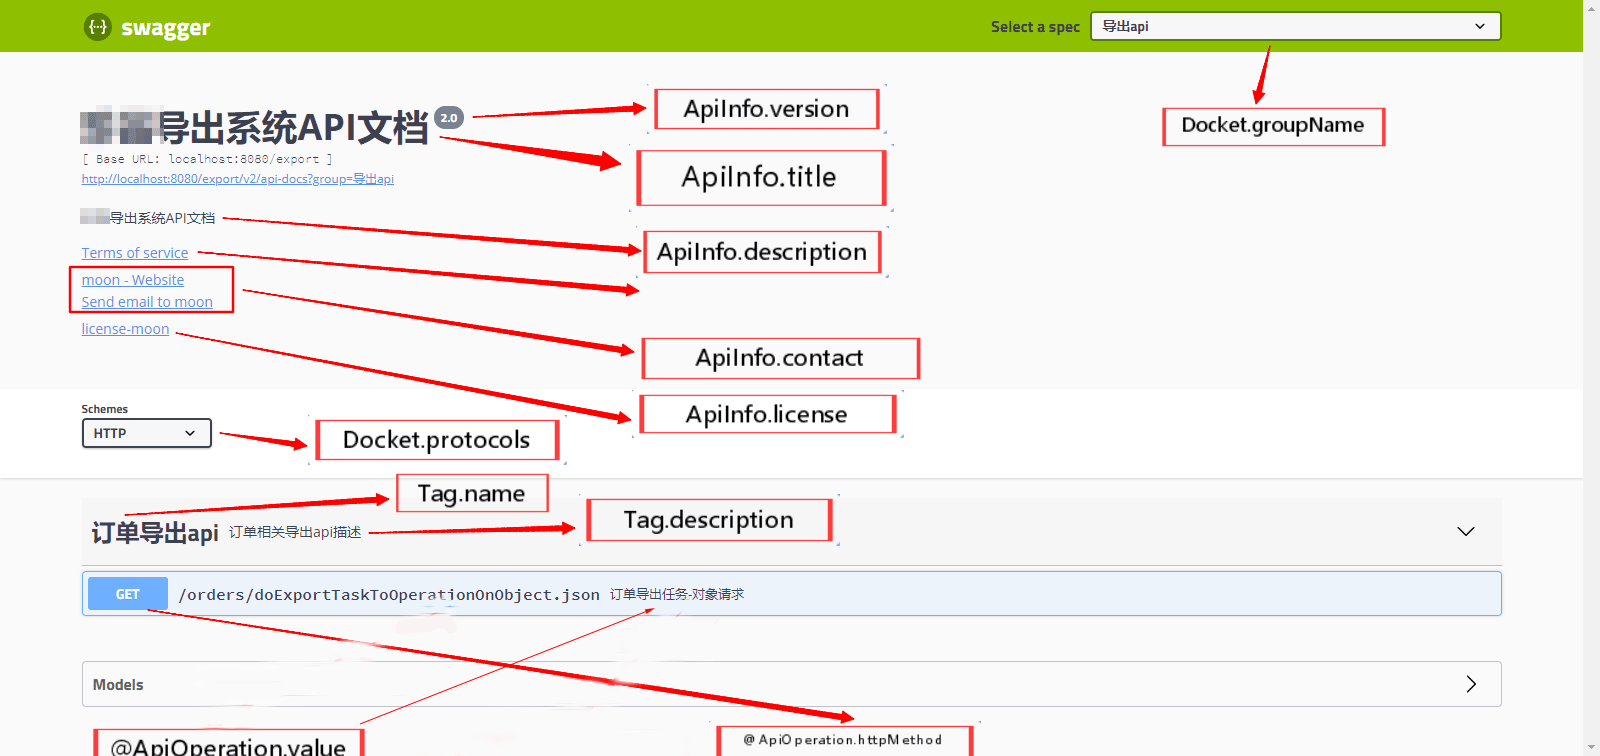 swagger
Select a spec
导出api
Docket.groupName
导出系统API文档 2.0
ApiInfo.version
[ Base URL: localhost:8080/export ]
ApiInfo.title
http://localhost:8080/export/v2/api-docs?group=导出api
导出系统API文档
ApiInfo.description
Terms of service
moon - Website
Send email to moon
license-moon
ApiInfo.contact
ApiInfo.license
Schemes
HTTP
Docket.protocols
Tag.name
Tag.description
订单导出api 订单相关导出api描述
GET /orders/doExportTaskToOperationOnObject.json 订单导出任务-对象请求
Models
@ApiOperation.value
@ApiOperation.httpMethod